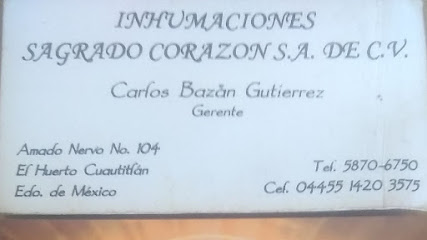 INHUMACIONES
SAGRADO CORAZON S.A. DE C.V.
Carlos Bazán Gutierrez
Gerente
Amado Nervo No. 104
El Huerto Cuautitlán
Edo. de México
Tel. 5870-6750
Cel. 04455 1420 3575